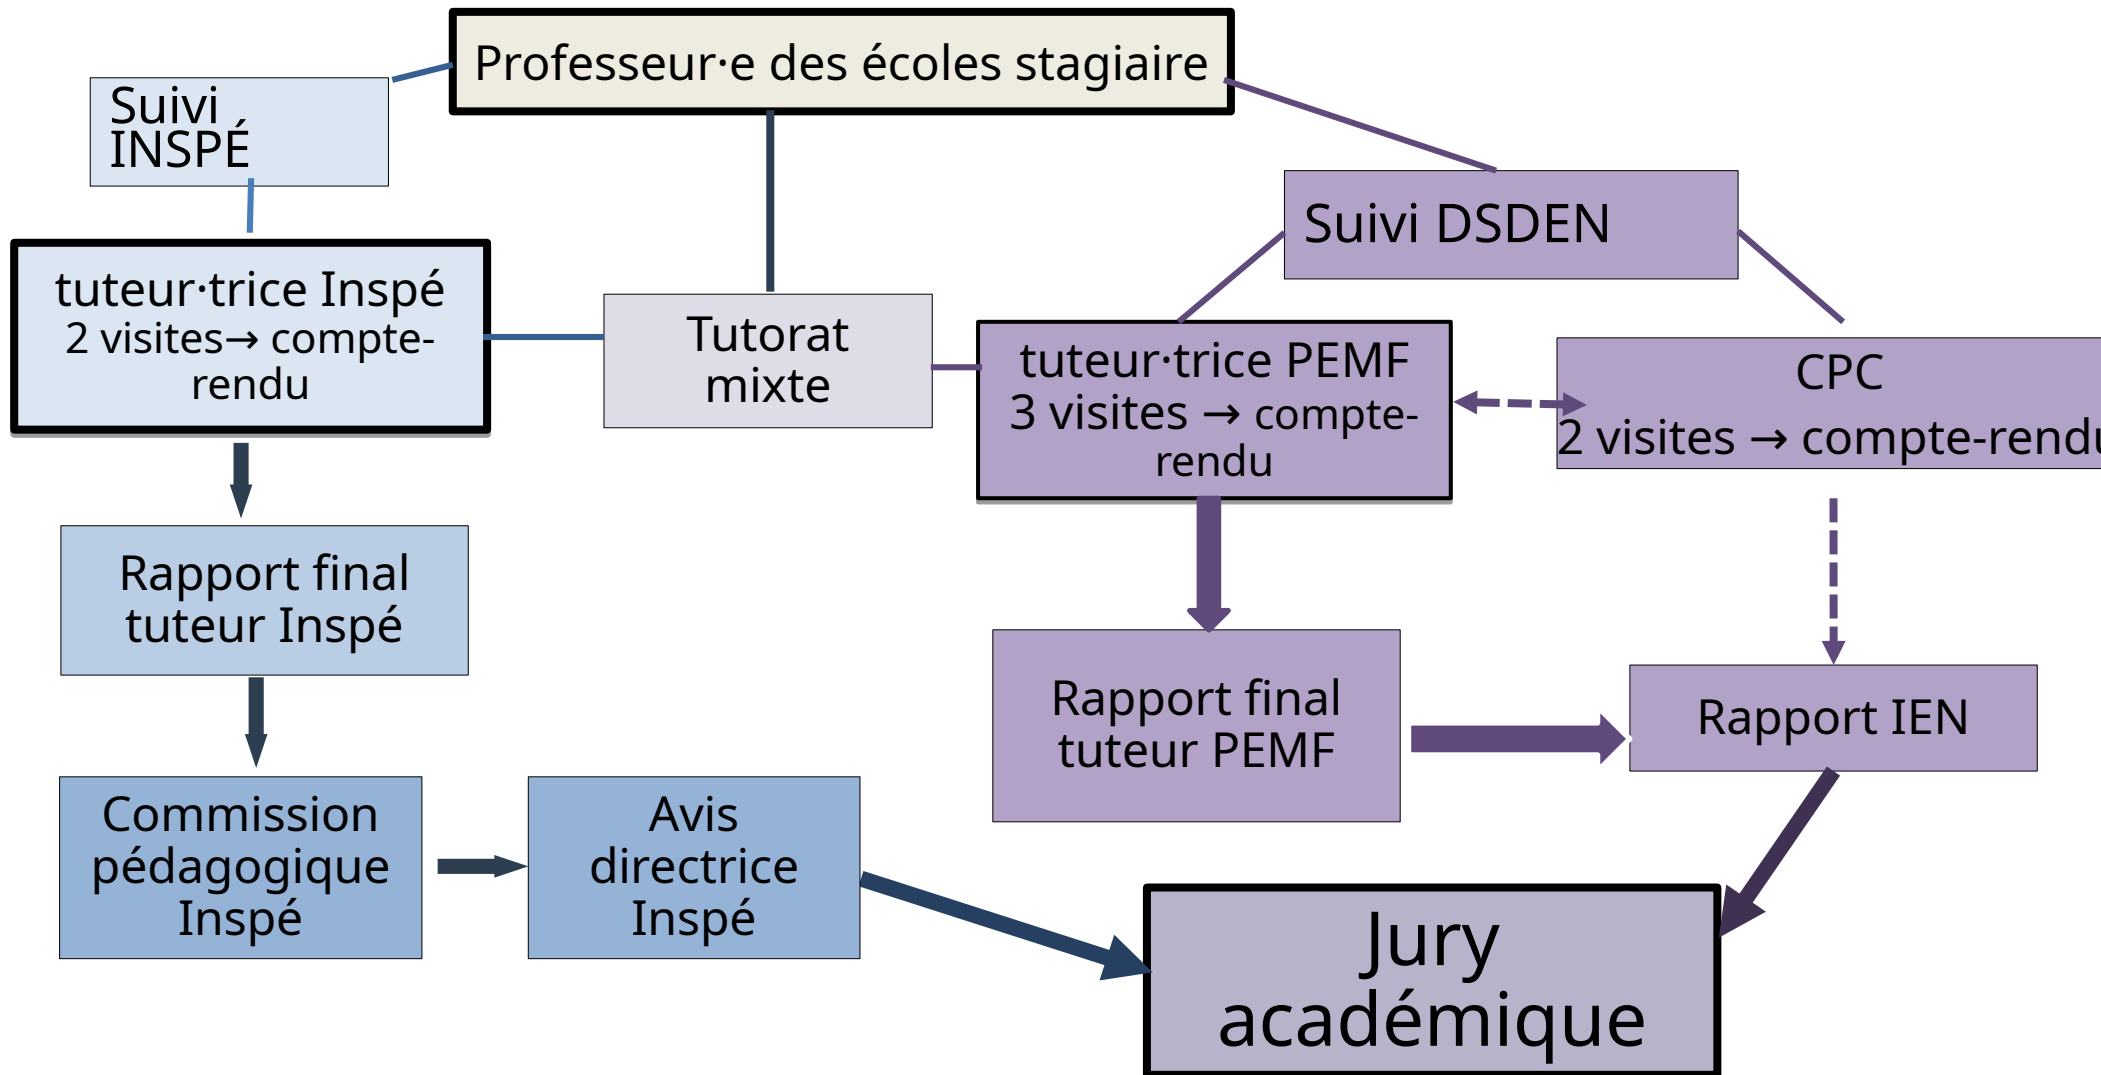 Professeur·e des écoles stagiaire
Suivi
INSPÉ
Suivi DSDEN
tuteur·trice Inspé
2 visites→ compte-
rendu
Tutorat
mixte
tuteur·trice PEMF
3 visites → compte-
rendu
CPC
2 visites → compte-rendu
Rapport final
tuteur Inspé
Rapport final
tuteur PEMF
Rapport IEN
Commission
pédagogique
Inspé
Avis
directrice
Inspé
Jury
académique